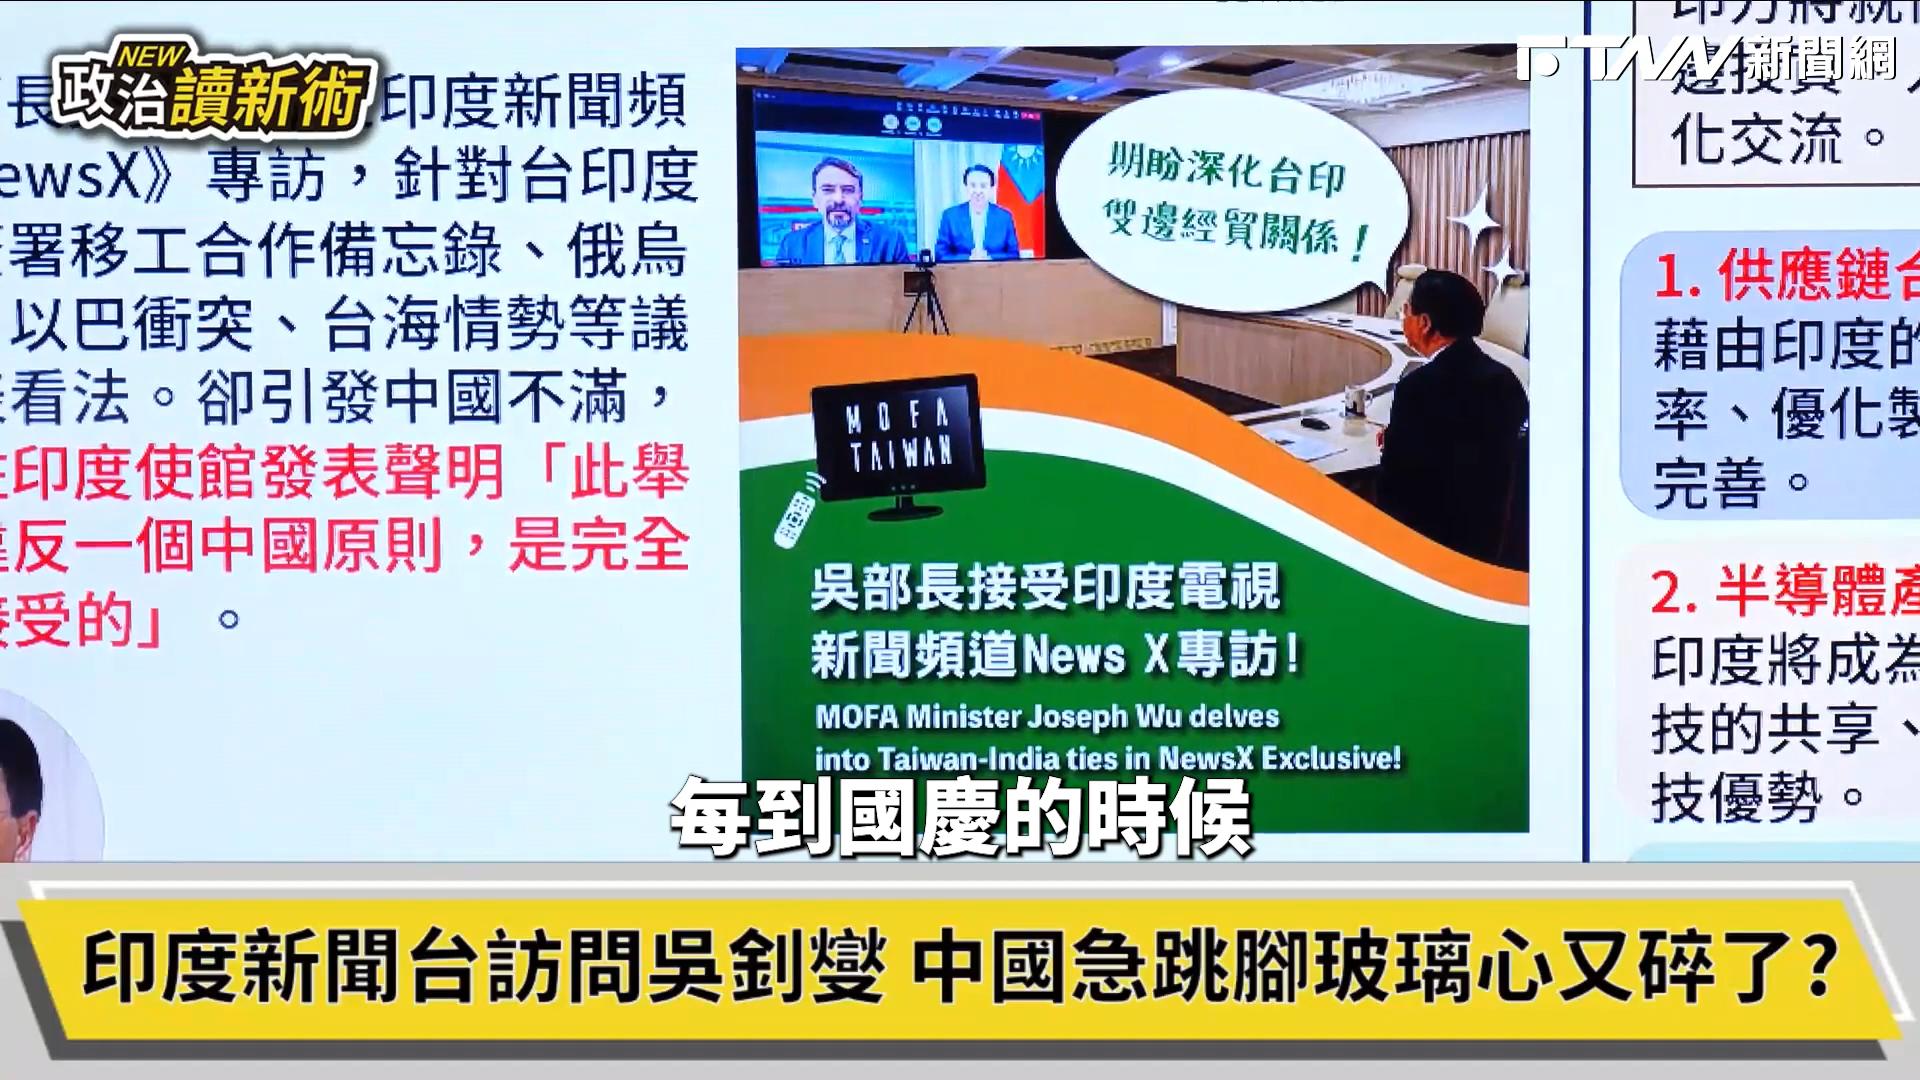 NEW
政治讀新術
FTNN新聞網
長
印度新聞頻
ewsX》專訪，針對台印度
署移工合作備忘錄、俄烏
以巴衝突、台海情勢等議
看法。卻引發中國不滿，
印度使館發表聲明「此舉
反一個中國原則，是完全
受的」。
期盼深化台印
雙邊經貿關係！
MOFA
TAIWAN
吳部長接受印度電視
新聞頻道News X專訪！
MOFA Minister Joseph Wu delves
into Taiwan-India ties in NewsX Exclusive!
化交流。
1. 供應鏈合
藉由印度的
率、優化製
完善。
2. 半導體產
印度將成為
技的共享、
技優勢。
每到國慶的時候
印度新聞台訪問吳釗燮 中國急跳腳玻璃心又碎了?